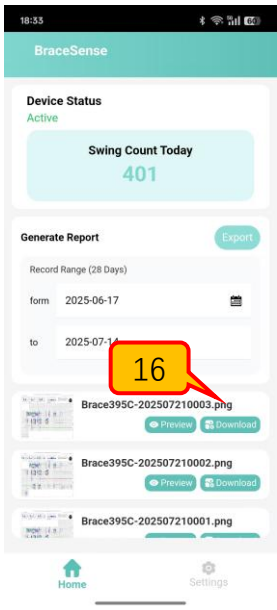 18:33
BraceSense
Device Status
Active
Swing Count Today
401
Generate Report
Export
Record Range (28 Days)
form 2025-06-17
to 2025-07-14
16
Brace395C-202507210003.png
Preview Download
Brace395C-202507210002.png
Preview Download
Brace395C-202507210001.png
Home Settings